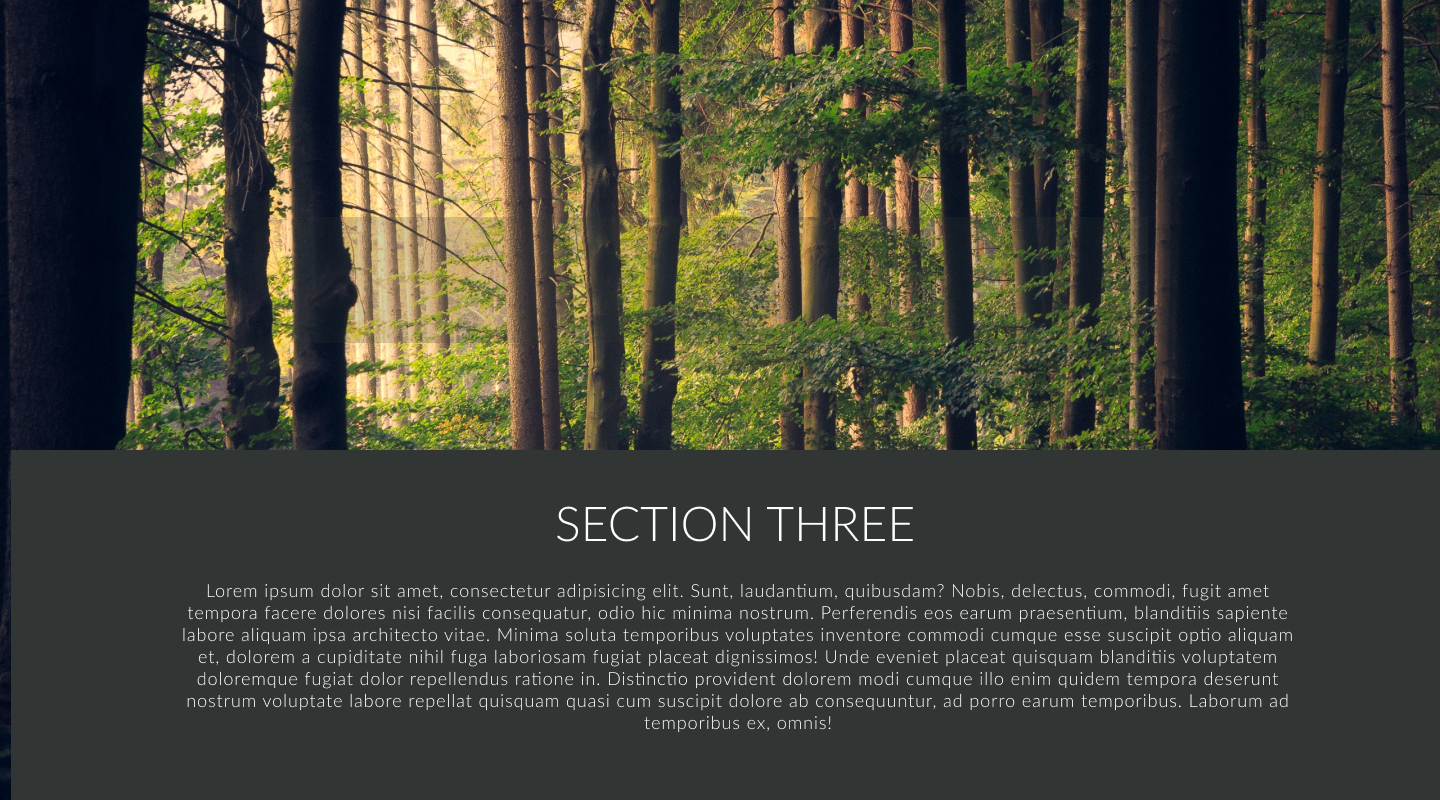 SECTION THREE
Lorem ipsum dolor sit amet, consectetur adipisicing elit. Sunt, laudantium, quibusdam? Nobis, delectus, commodi, fugit amet
tempora facere dolores nisi facilis consequatur, odio hic minima nostrum. Perferendis eos earum praesentium, blanditiis sapiente
labore aliquam ipsa architecto vitae. Minima soluta temporibus voluptates inventore commodi cumque esse suscipit optio aliquam
et, dolorem a cupiditate nihil fuga laboriosam fugiat placeat dignissimos! Unde eveniet placeat quisquam blanditiis voluptatem
doloremque fugiat dolor repellendus ratione in. Distinctio provident dolorem modi cumque illo enim quidem tempora deserunt
nostrum voluptate labore repellat quisquam quasi cum suscipit dolore ab consequuntur, ad porro earum temporibus. Laborum ad
temporibus ex, omnis!